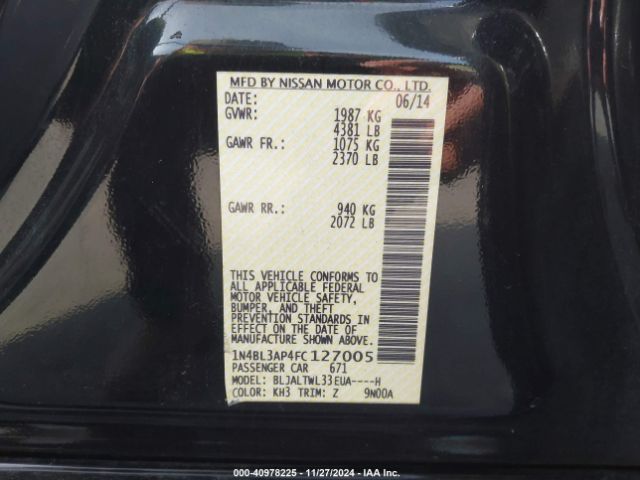 MFD BY NISSAN MOTOR CO., LTD.
DATE: 06/14
GVWR: 1987 KG
4381 LB
GAWR FR.: 1075 KG
2370 LB
GAWR RR.: 940 KG
2072 LB
THIS VEHICLE CONFORMS TO
ALL APPLICABLE FEDERAL
MOTOR VEHICLE SAFETY,
BUMPER, AND THEFT
PREVENTION STANDARDS IN
EFFECT ON THE DATE OF
MANUFACTURE SHOWN ABOVE.
1N4BL3AP4FC127005
PASSENGER CAR 671
MODEL: BLJALTWL33EUA----H
COLOR: KH3 TRIM: Z 9N00A
000-40978225 - 11/27/2024 - IAA Inc.